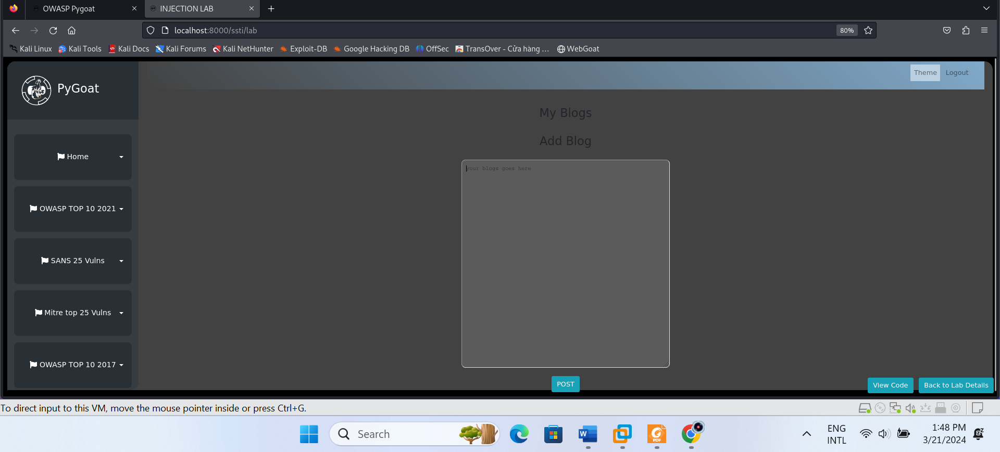 OWASP Pygoat
INJECTION LAB
localhost:8000/ssti/lab
80%
Kali Linux
Kali Tools
Kali Docs
Kali Forums
Kali NetHunter
Exploit-DB
Google Hacking DB
OffSec
TransOver - Cửa hàng ...
WebGoat
PyGoat
Theme
Logout
My Blogs
Add Blog
your blogs goes here
Home
OWASP TOP 10 2021
SANS 25 Vulns
Mitre top 25 Vulns
OWASP TOP 10 2017
POST
View Code
Back to Lab Details
To direct input to this VM, move the mouse pointer inside or press Ctrl+G.
Search
W
PDF
ENG
INTL
1:48 PM
3/21/2024